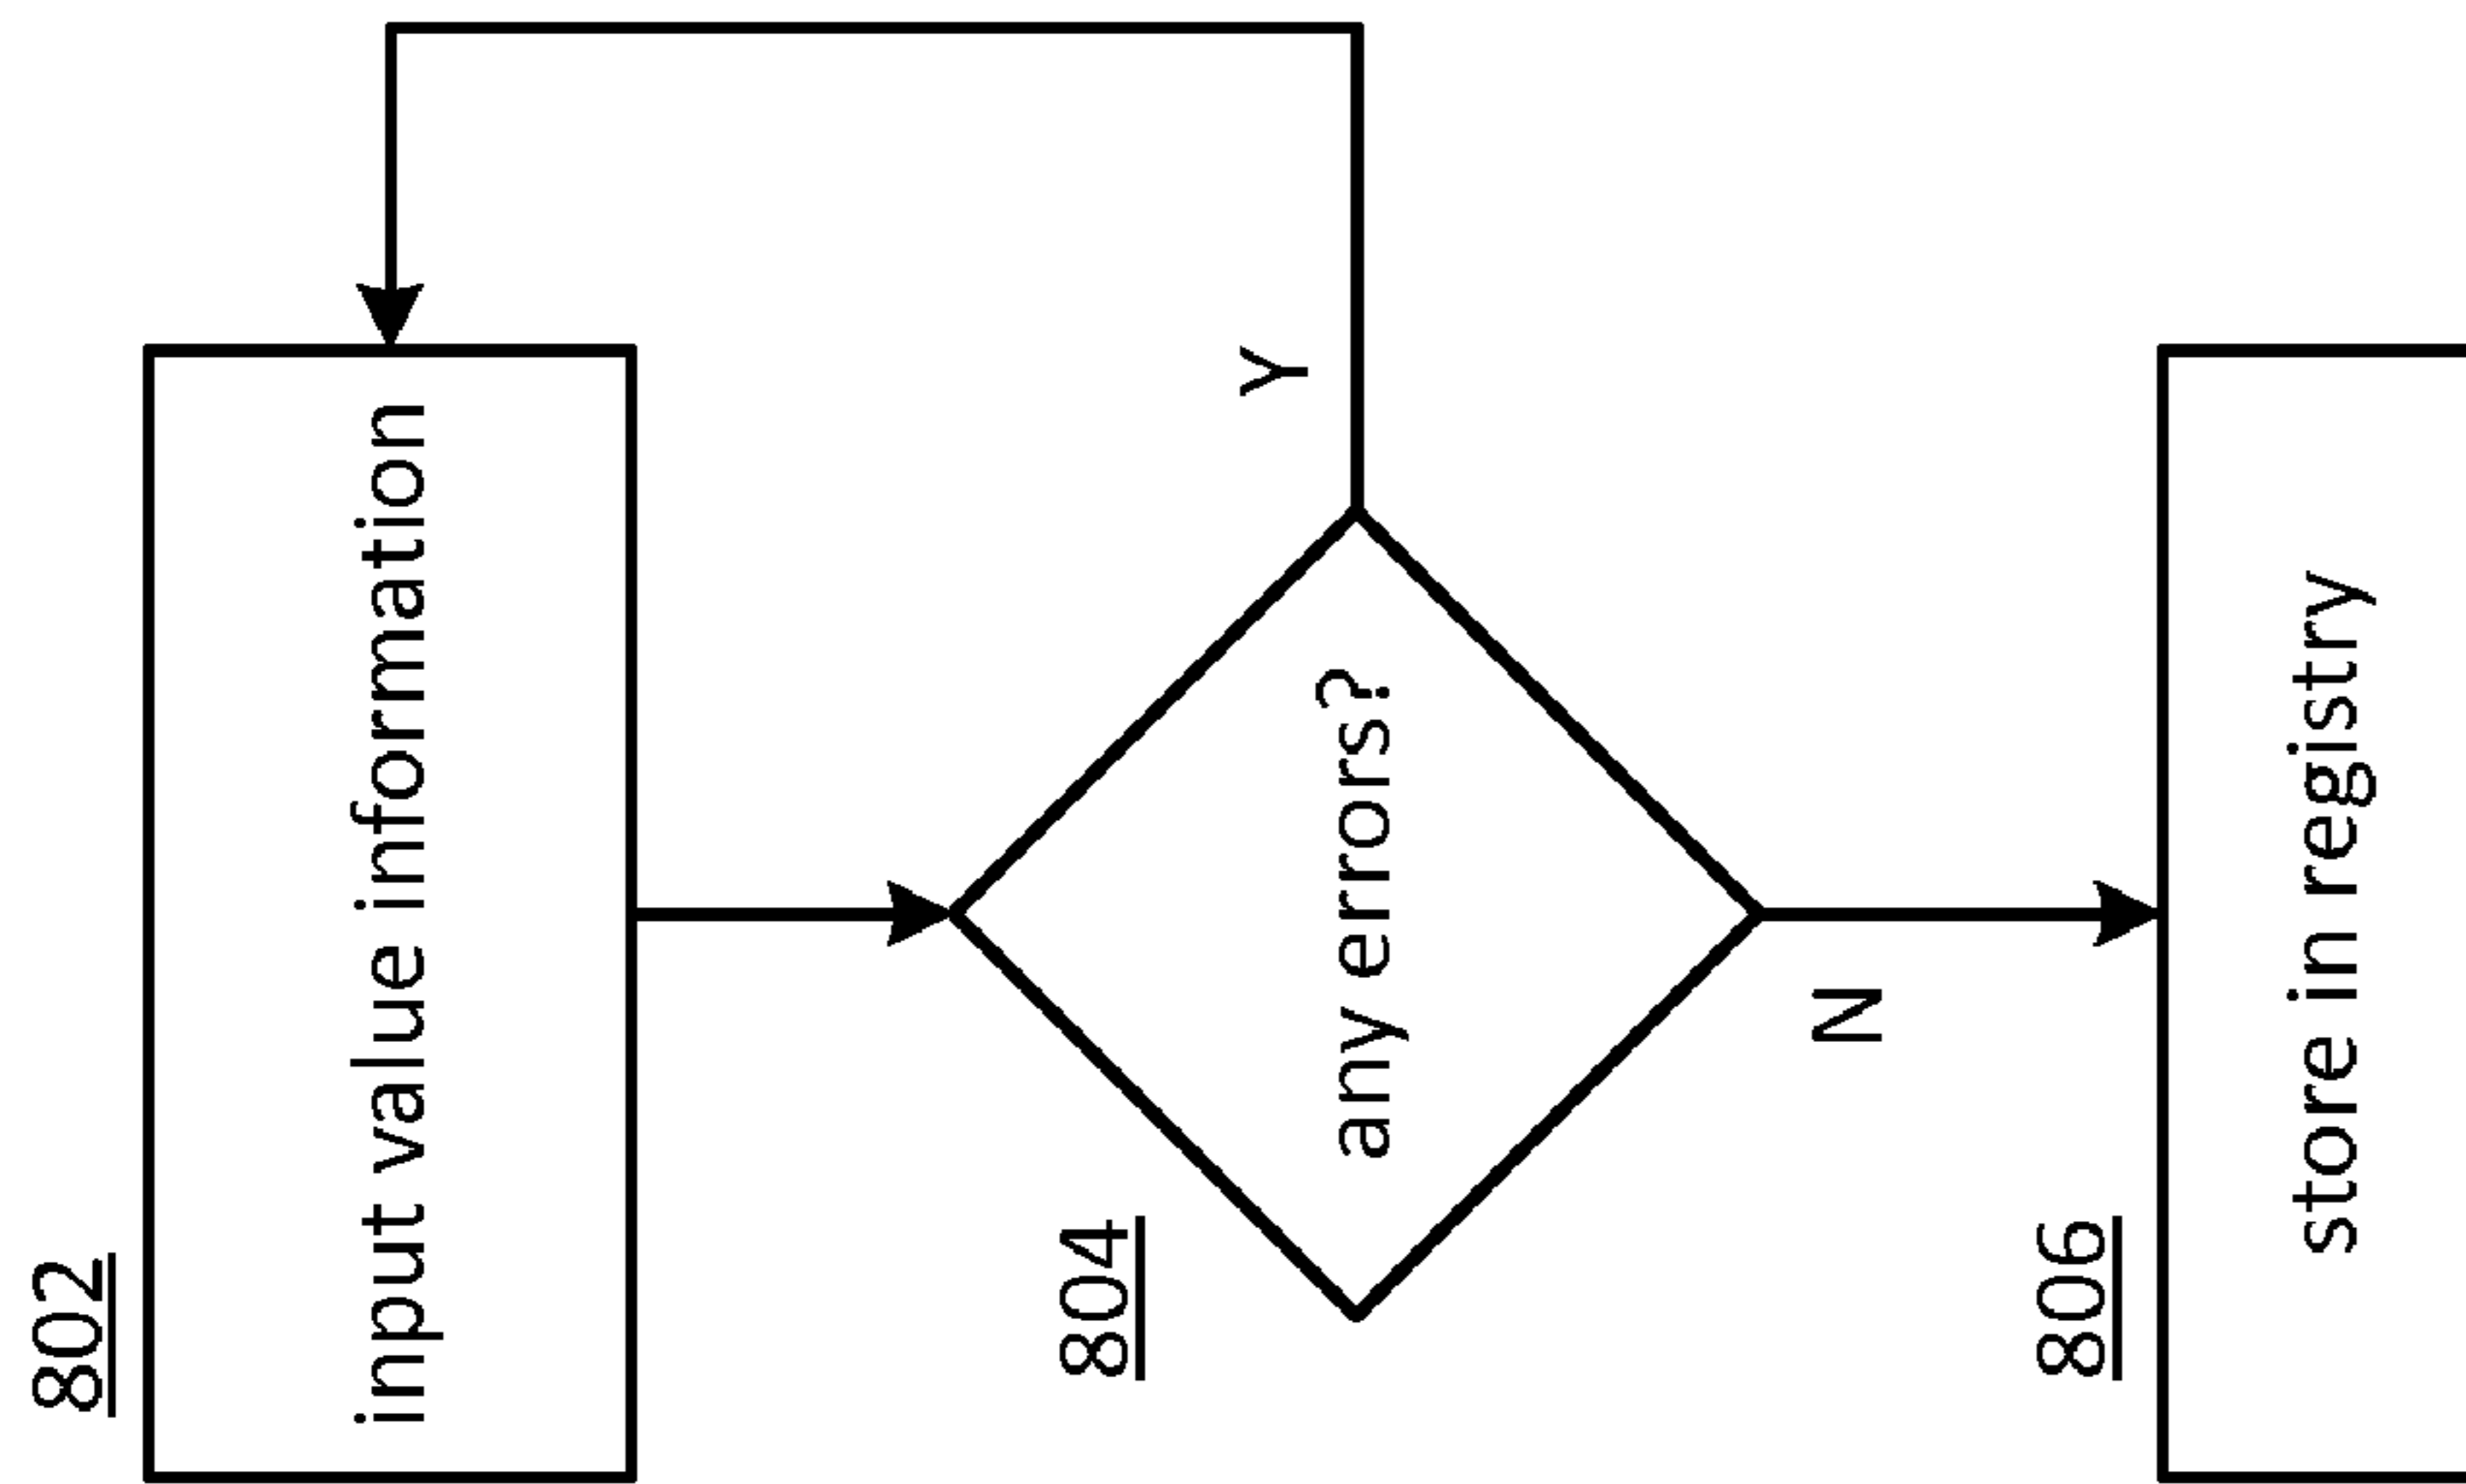 802
input value information
804
any errors?
Y
N
806
store in registry